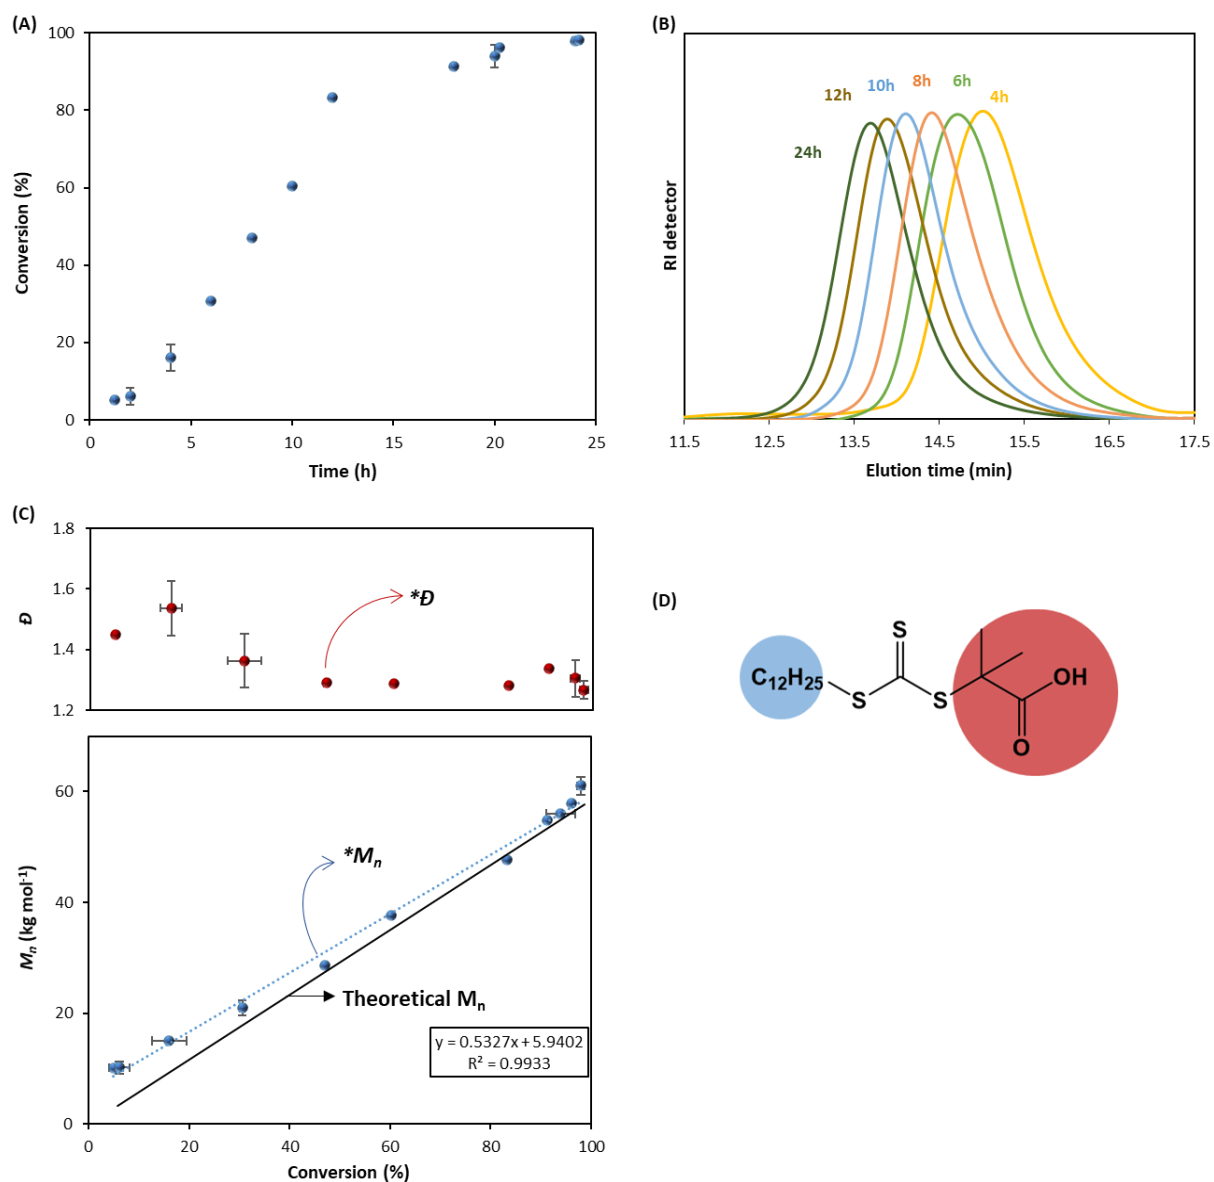 (A)
100
80
60
40
20
0
Conversion (%)
0 5 10 15 20 25
Time (h)
(B)
RI detector
24h
12h
10h
8h
6h
4h
11.5 12.5 13.5 14.5 15.5 16.5 17.5
Elution time (min)
(C)
1.8
1.6
1.4
1.2
Đ
*Đ
60
40
20
0
Mₙ (kg mol⁻¹)
*Mₙ
Theoretical Mₙ
y = 0.5327x + 5.9402
R² = 0.9933
0 20 40 60 80 100
Conversion (%)
(D)
S
C₁₂H₂₅
S
S
OH
O